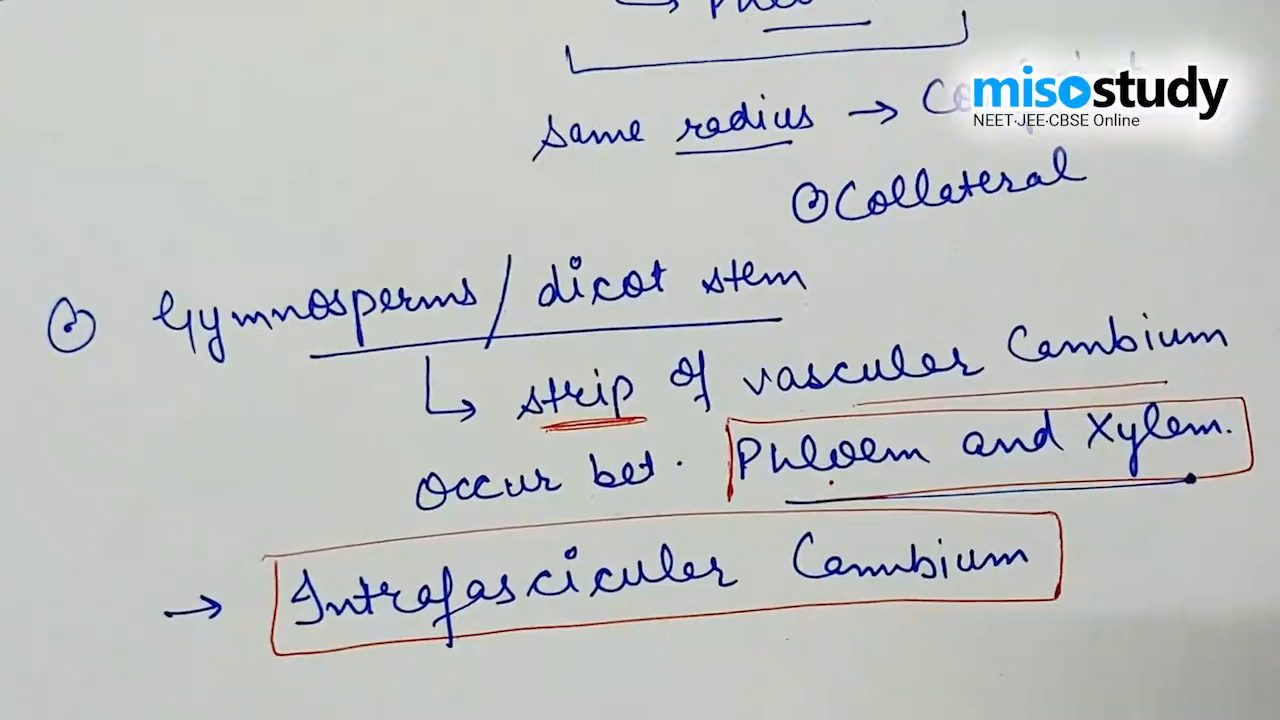 same radius →
misostudy
NEET·JEE·CBSE Online
Collateral
Gymnosperms / dicot stem
↳ strip of vascular Cambium
Occur bet. Phloem and Xylem.
→ Intrafascicular Cambium